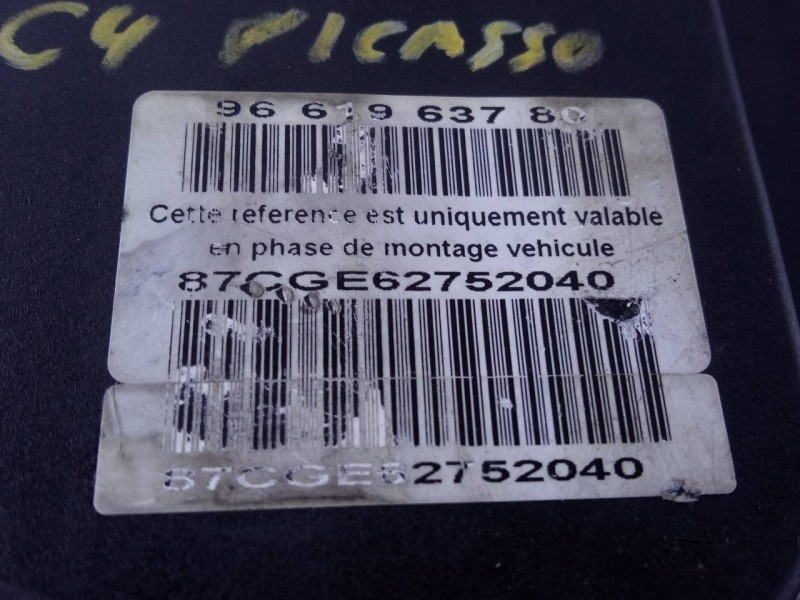 C4 PICASSO
96 619 637 80
Cette reference est uniquement valable
en phase de montage vehicule
87CGE62752040
87CGE62752040